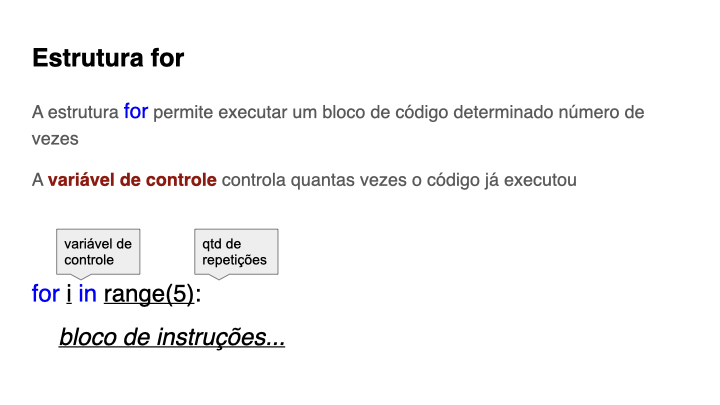 Estrutura for
A estrutura for permite executar um bloco de código determinado número de
vezes
A variável de controle controla quantas vezes o código já executou
variável de
controle
qtd de
repetições
for i in range(5):
bloco de instruções...